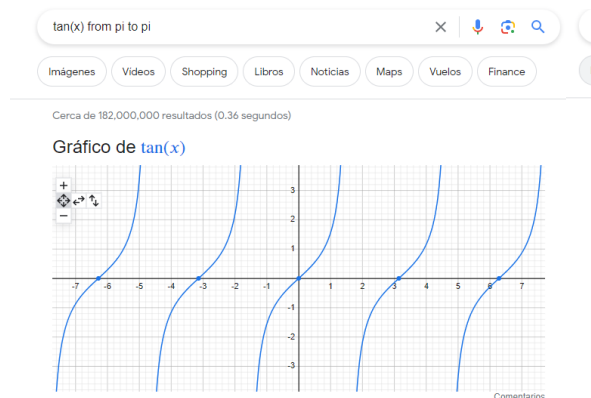 tan(x) from pi to pi
Imágenes Videos Shopping Libros Noticias Maps Vuelos Finance
Cerca de 182,000,000 resultados (0.36 segundos)
Gráfico de tan(x)
+
−
3
2
1
-7 -6 -5 -4 -3 -2 -1 1 2 3 4 5 6 7
-1
-2
-3
Comentarios